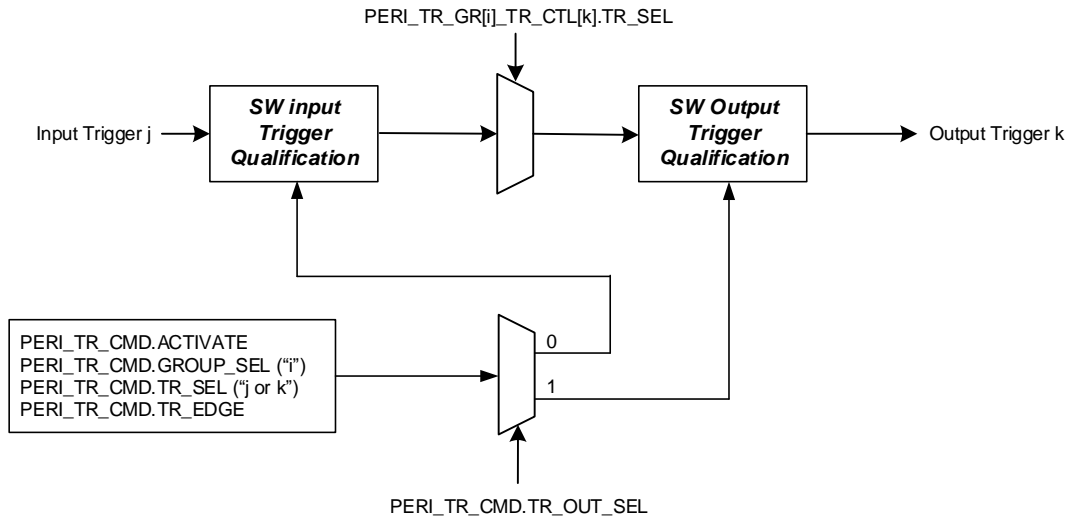 PERI_TR_GR[i]_TR_CTL[k].TR_SEL
SW input
Trigger
Qualification
SW Output
Trigger
Qualification
Input Trigger j
Output Trigger k
0
1
PERI_TR_CMD.ACTIVATE
PERI_TR_CMD.GROUP_SEL (“i”)
PERI_TR_CMD.TR_SEL (“j or k”)
PERI_TR_CMD.TR_EDGE
PERI_TR_CMD.TR_OUT_SEL